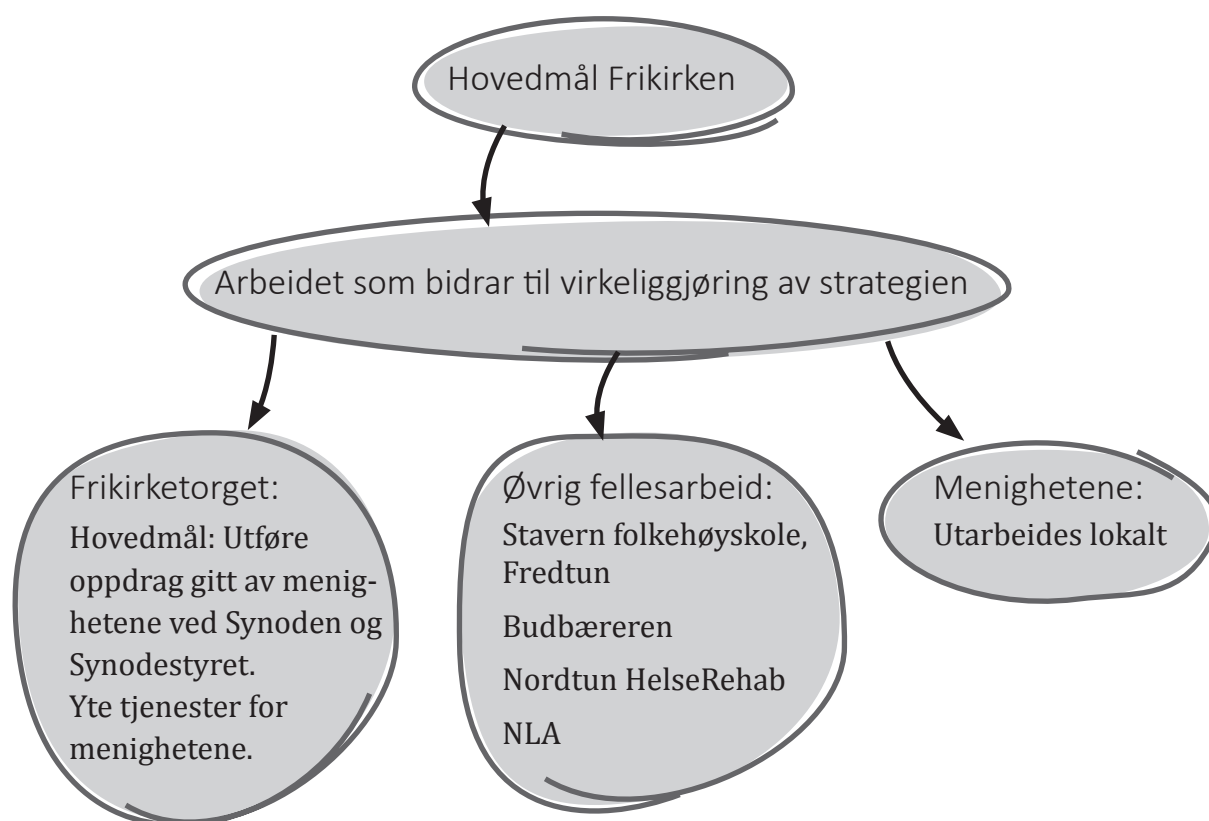 Hovedmål Frikirken
Arbeidet som bidrar til virkeliggjøring av strategien
Frikirketorget:
Hovedmål: Utføre
oppdrag gitt av menig-
hetene ved Synoden og
Synodestyret.
Yte tjenester for
menighetene.
Øvrig fellesarbeid:
Stavern folkehøyskole,
Fredtun
Budbæreren
Nordtun HelseRehab
NLA
Menighetene:
Utarbeides lokalt